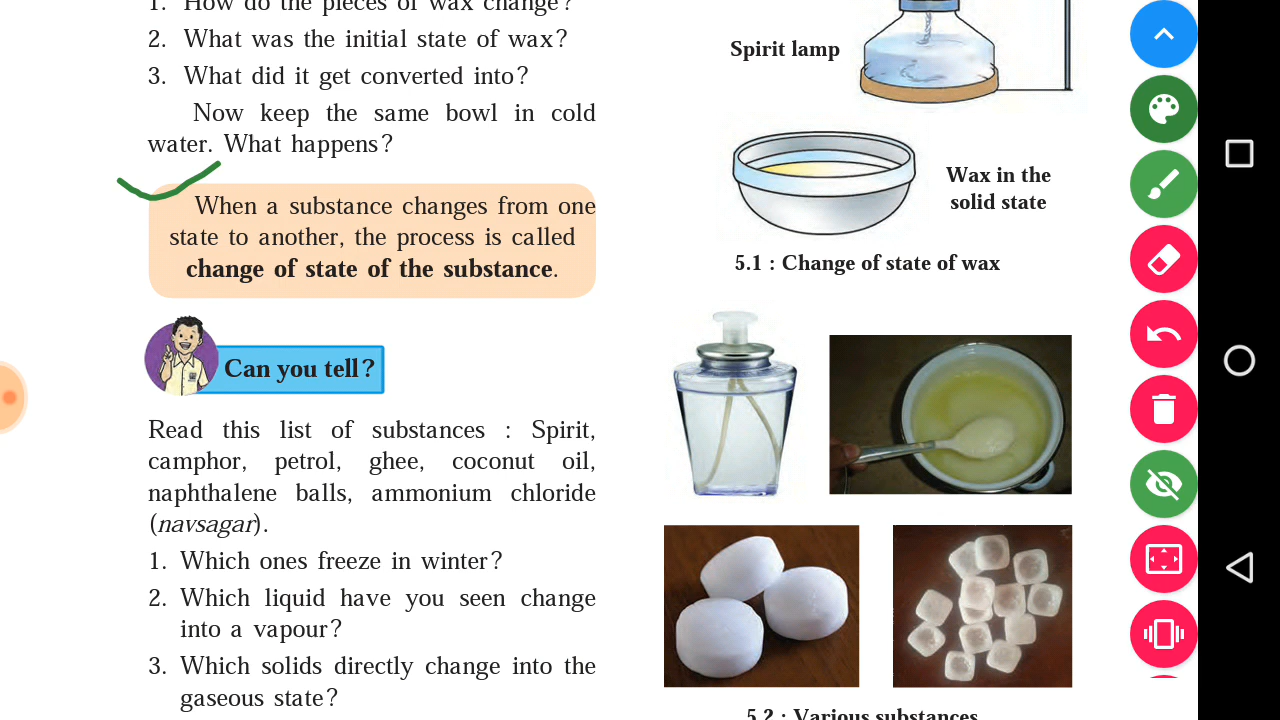 1. How do the pieces of wax change?
2. What was the initial state of wax?
3. What did it get converted into?
Now keep the same bowl in cold
water. What happens?
When a substance changes from one
state to another, the process is called
change of state of the substance.
Can you tell?
Read this list of substances : Spirit,
camphor, petrol, ghee, coconut oil,
naphthalene balls, ammonium chloride
(navsagar).
1. Which ones freeze in winter?
2. Which liquid have you seen change
into a vapour?
3. Which solids directly change into the
gaseous state?
Spirit lamp
Wax in the
solid state
5.1 : Change of state of wax
5.2 : Various substances